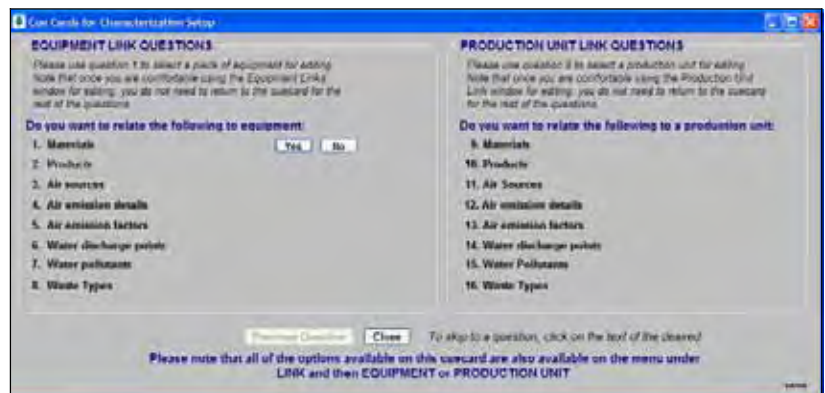 Cue Cards for Characterization Setup
EQUIPMENT LINK QUESTIONS
Please use question 1 to select a piece of equipment for editing.
Note that once you are comfortable using the Equipment Links
window for editing, you do not need to return to the cuecard for the
rest of the questions.
Do you want to relate the following to equipment:
1. Materials
Yes
No
2. Products
3. Air sources
4. Air emission details
5. Air emission factors
6. Water discharge points
7. Water pollutants
8. Waste Types
PRODUCTION UNIT LINK QUESTIONS
Please use question 9 to select a production unit for editing.
Note that once you are comfortable using the Production Unit
Link window for editing, you do not need to return to the cuecard
for the rest of the questions.
Do you want to relate the following to a production unit:
9. Materials
10. Products
11. Air Sources
12. Air emission details
13. Air emission factors
14. Water discharge points
15. Water Pollutants
16. Waste Types
Previous Question
Close
To skip to a question, click on the text of the desired
Please note that all of the options available on this cuecard are also available on the menu under
LINK and then EQUIPMENT or PRODUCTION UNIT